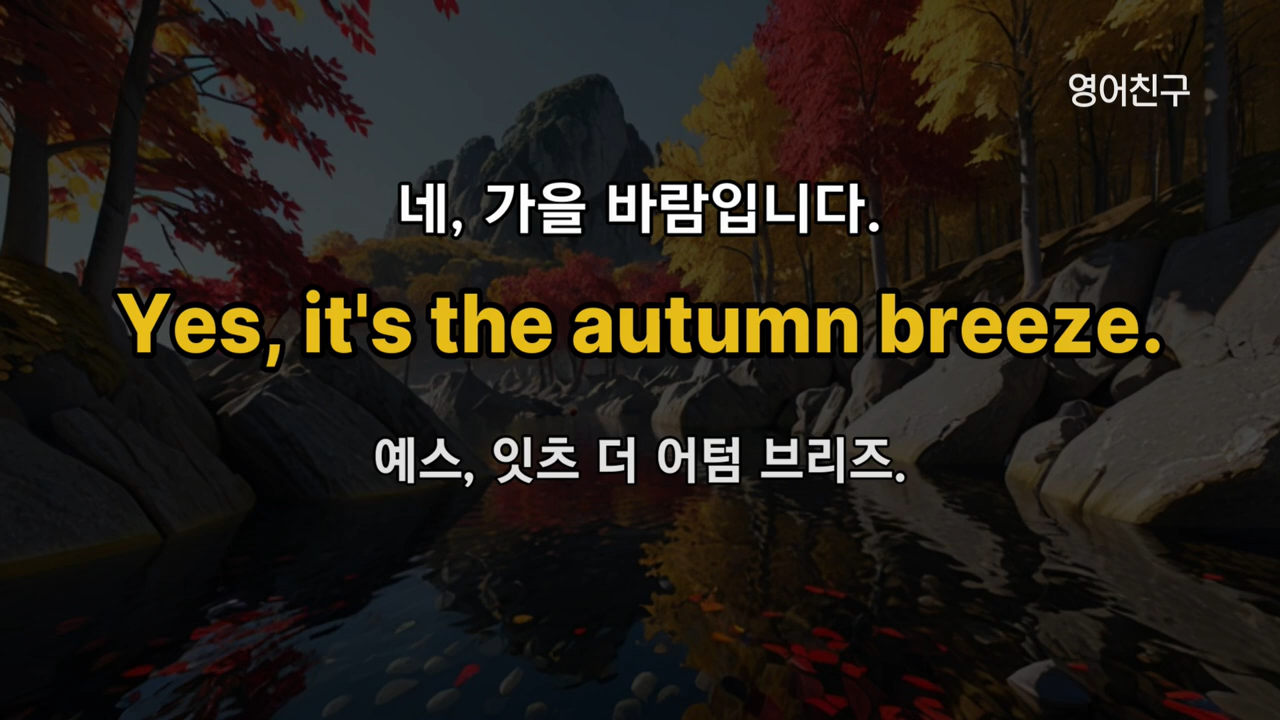 영어친구
네, 가을 바람입니다.
Yes, it's the autumn breeze.
예스, 잇츠 더 어텀 브리즈.